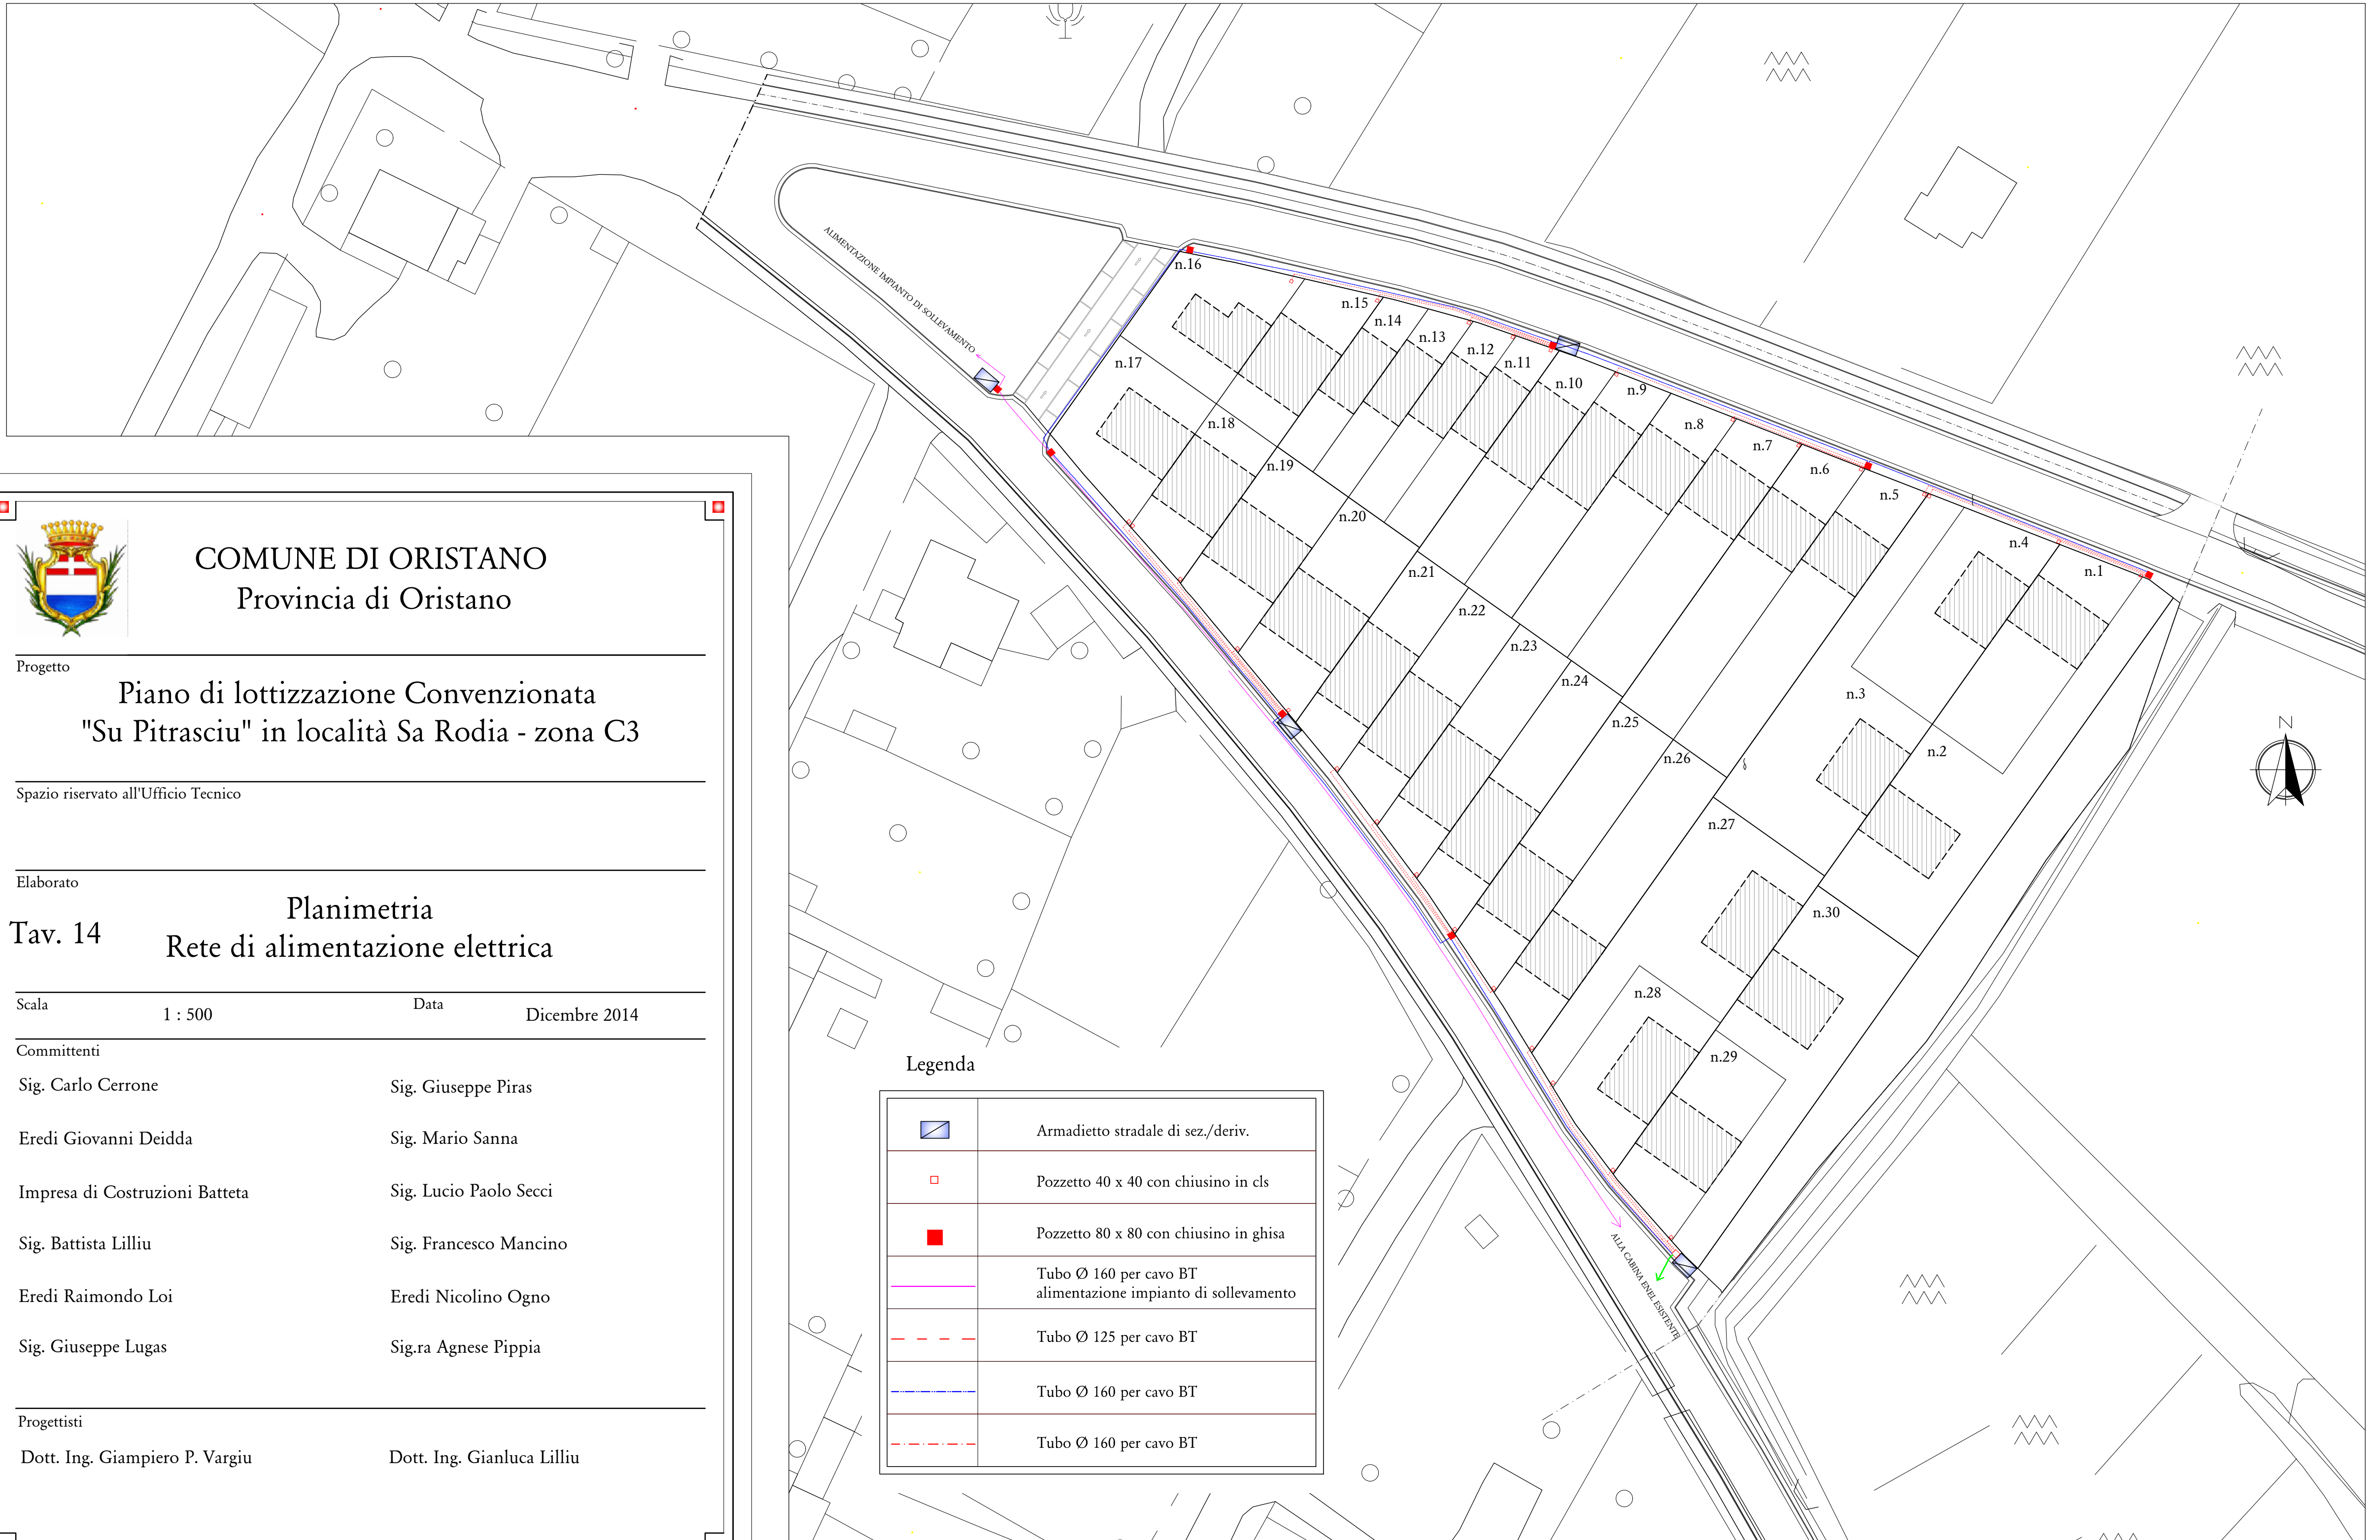 COMUNE DI ORISTANO
Provincia di Oristano
Progetto
Piano di lottizzazione Convenzionata
"Su Pitrasciu" in località Sa Rodia - zona C3
Spazio riservato all'Ufficio Tecnico
Elaborato
Tav. 14
Planimetria
Rete di alimentazione elettrica
Scala
1 : 500
Data
Dicembre 2014
Committenti
Sig. Carlo Cerrone
Sig. Giuseppe Piras
Eredi Giovanni Deidda
Sig. Mario Sanna
Impresa di Costruzioni Batteta
Sig. Lucio Paolo Secci
Sig. Battista Lilliu
Sig. Francesco Mancino
Eredi Raimondo Loi
Eredi Nicolino Ogno
Sig. Giuseppe Lugas
Sig.ra Agnese Pippia
Progettisti
Dott. Ing. Giampiero P. Vargiu
Dott. Ing. Gianluca Lilliu
ALIMENTAZIONE IMPIANTO DI SOLLEVAMENTO
n.16
n.15
n.14
n.13
n.12
n.11
n.10
n.9
n.8
n.7
n.6
n.5
n.4
n.1
n.17
n.18
n.19
n.20
n.21
n.22
n.23
n.24
n.25
n.26
n.27
n.3
n.2
n.30
n.28
n.29
N
ALLA CABINA ENEL ESISTENTE
Legenda
Armadietto stradale di sez./deriv.
Pozzetto 40 x 40 con chiusino in cls
Pozzetto 80 x 80 con chiusino in ghisa
Tubo Ø 160 per cavo BT
alimentazione impianto di sollevamento
Tubo Ø 125 per cavo BT
Tubo Ø 160 per cavo BT
Tubo Ø 160 per cavo BT